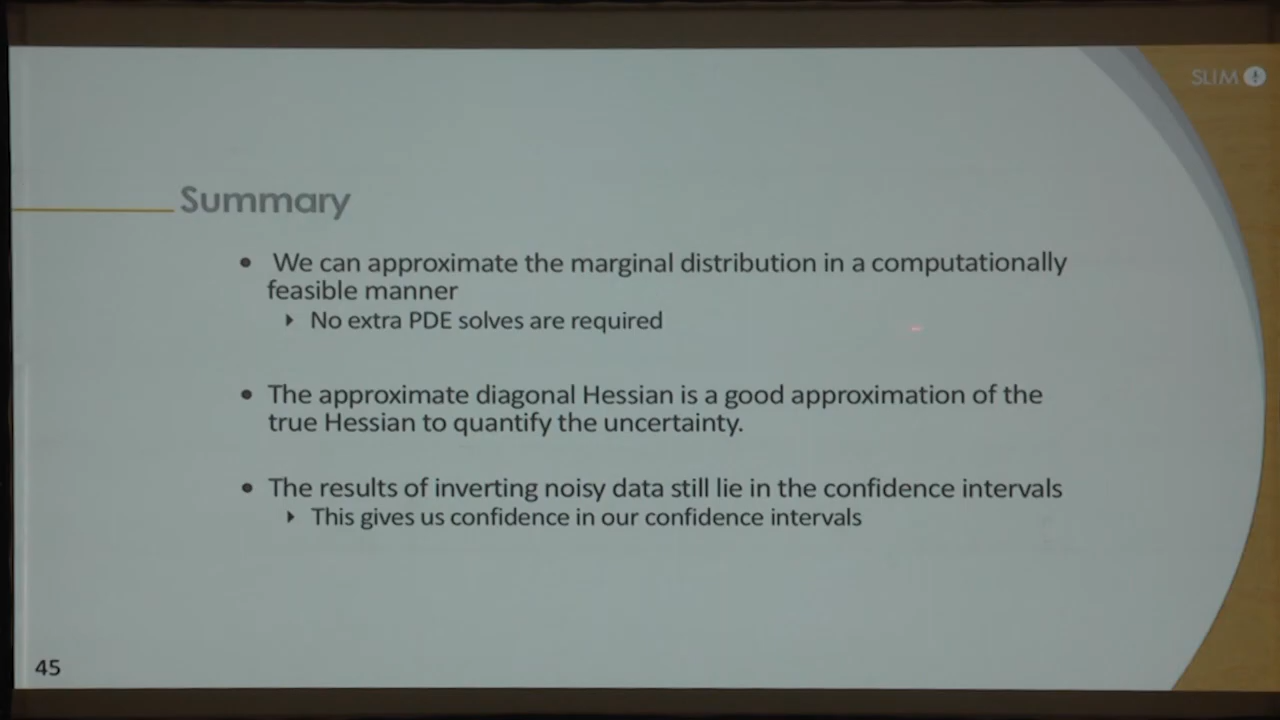 SLIM
Summary
• We can approximate the marginal distribution in a computationally
feasible manner
‣ No extra PDE solves are required
• The approximate diagonal Hessian is a good approximation of the
true Hessian to quantify the uncertainty.
• The results of inverting noisy data still lie in the confidence intervals
‣ This gives us confidence in our confidence intervals
45